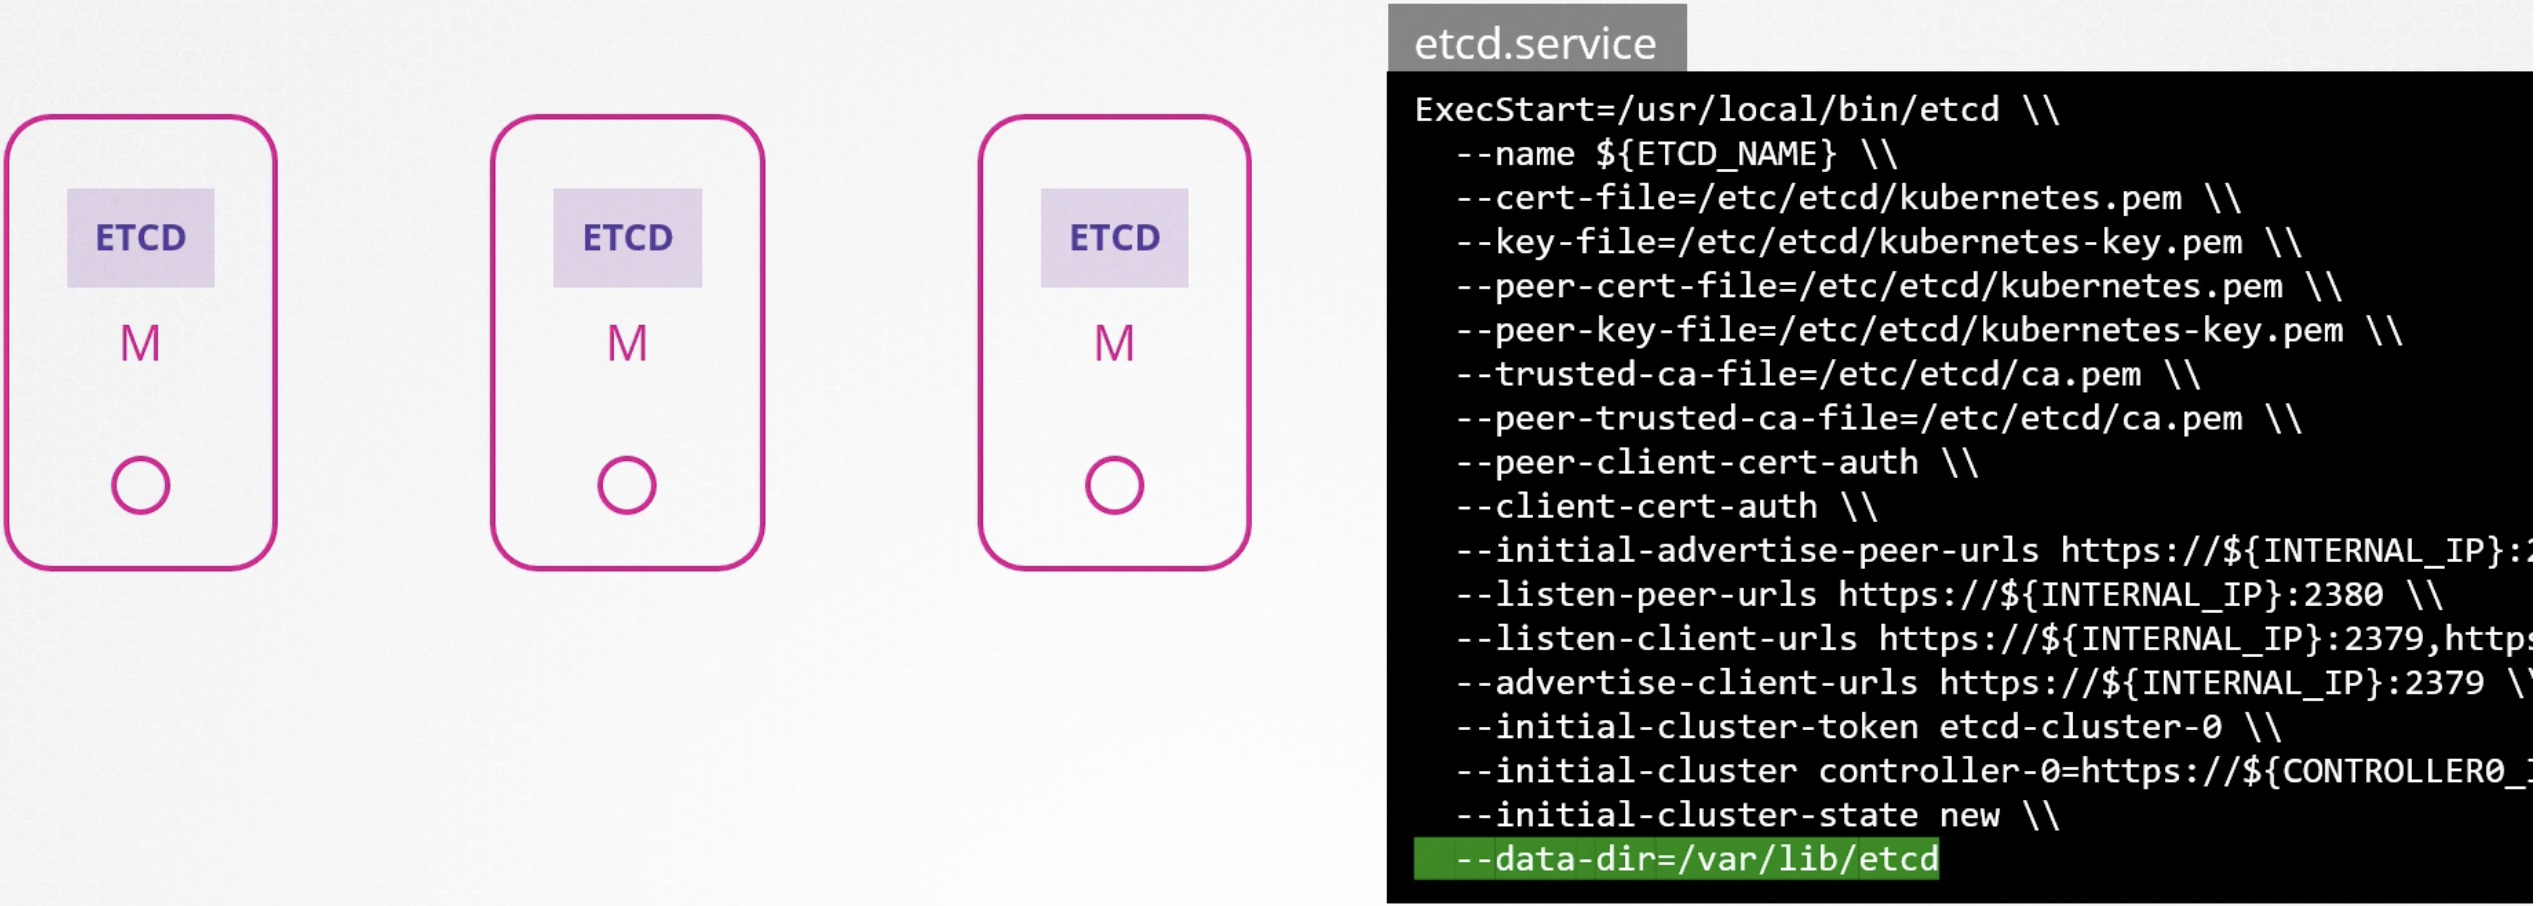 ETCD
M
ETCD
M
ETCD
M
etcd.service
ExecStart=/usr/local/bin/etcd \\
--name ${ETCD_NAME} \\
--cert-file=/etc/etcd/kubernetes.pem \\
--key-file=/etc/etcd/kubernetes-key.pem \\
--peer-cert-file=/etc/etcd/kubernetes.pem \\
--peer-key-file=/etc/etcd/kubernetes-key.pem \\
--trusted-ca-file=/etc/etcd/ca.pem \\
--peer-trusted-ca-file=/etc/etcd/ca.pem \\
--peer-client-cert-auth \\
--client-cert-auth \\
--initial-advertise-peer-urls https://${INTERNAL_IP}:2
--listen-peer-urls https://${INTERNAL_IP}:2380 \\
--listen-client-urls https://${INTERNAL_IP}:2379,https
--advertise-client-urls https://${INTERNAL_IP}:2379 \\
--initial-cluster-token etcd-cluster-0 \\
--initial-cluster controller-0=https://${CONTROLLER0_
--initial-cluster-state new \\
--data-dir=/var/lib/etcd